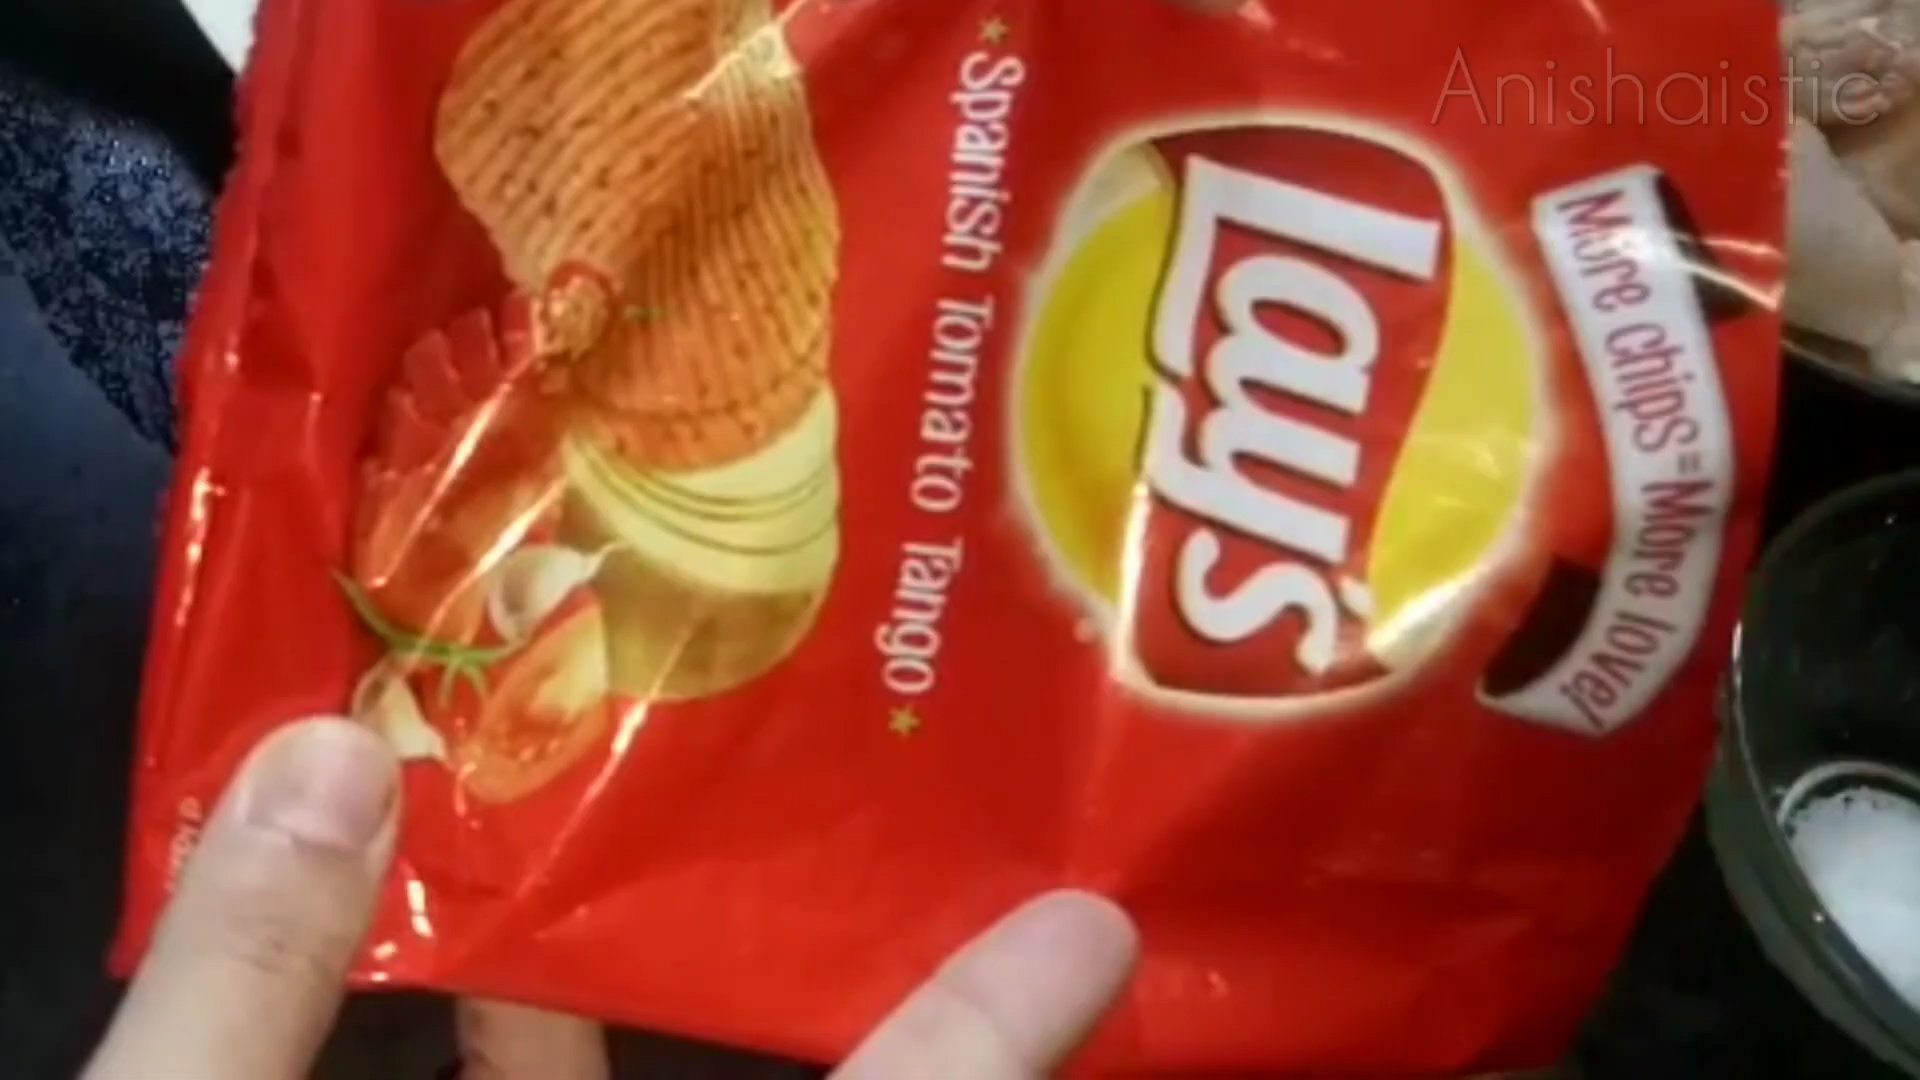 Anishaistic
More chips = More love!
Lay's
Spanish Tomato Tango